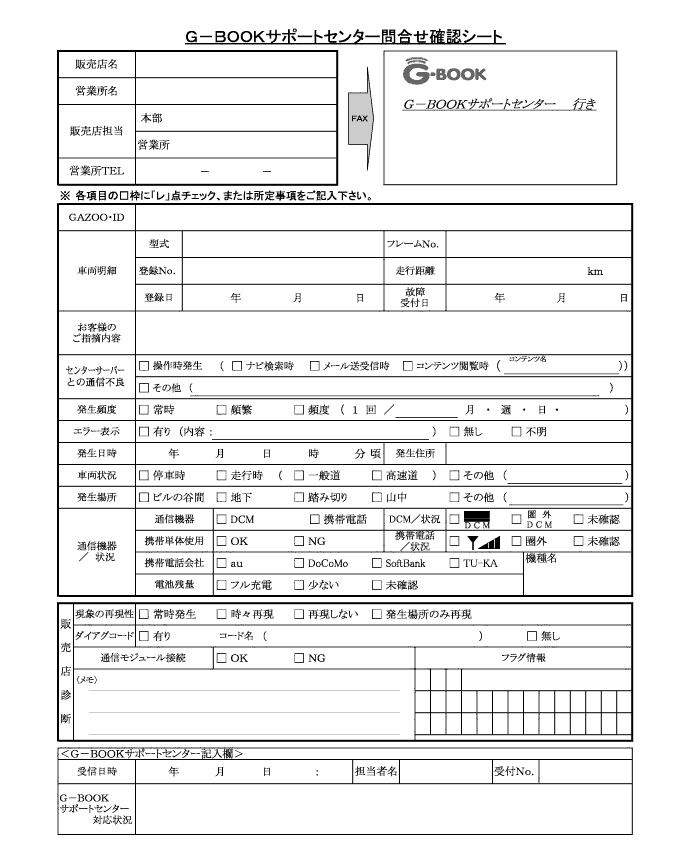 G－BOOKサポートセンター問合せ確認シート
販売店名
営業所名
販売店担当
本部
営業所
営業所TEL － －
FAX
G-BOOK
G－BOOKサポートセンター 行き
※ 各項目の□枠に「レ」点チェック、または所定事項をご記入下さい。
GAZOO・ID
車両明細
型式 フレームNo.
登録No. 走行距離 km
登録日 年 月 日 故障受付日 年 月 日
お客様の
ご指摘内容
センターサーバー
との通信不良
□ 操作時発生 ( □ ナビ検索時 □ メール送受信時 □ コンテンツ閲覧時 ( コンテンツ名 ))
□ その他 ( )
発生頻度 □ 常時 □ 頻繁 □ 頻度 ( 1 回 ／ 月 ・ 週 ・ 日 ・ )
エラー表示 □ 有り (内容： ) □ 無し □ 不明
発生日時 年 月 日 時 分 頃 発生住所
車両状況 □ 停車時 □ 走行時 ( □ 一般道 □ 高速道 ) □ その他 ( )
発生場所 □ ビルの谷間 □ 地下 □ 踏み切り □ 山中 □ その他 ( )
通信機器
／ 状況
通信機器 □ DCM □ 携帯電話 DCM／状況 □ DCM □ 圏外 DCM □ 未確認
携帯単体使用 □ OK □ NG 携帯電話／状況 □ □ 圏外 □ 未確認
携帯電話会社 □ au □ DoCoMo □ SoftBank □ TU-KA 機種名
電池残量 □ フル充電 □ 少ない □ 未確認
販売店診断
現象の再現性 □ 常時発生 □ 時々再現 □ 再現しない □ 発生場所のみ再現
ダイアグコード □ 有り コード名 ( ) □ 無し
通信モジュール接続 □ OK □ NG フラグ情報
(メモ)
＜G－BOOKサポートセンター記入欄＞
受信日時 年 月 日 ： 担当者名 受付No.
G－BOOK
サポートセンター
対応状況